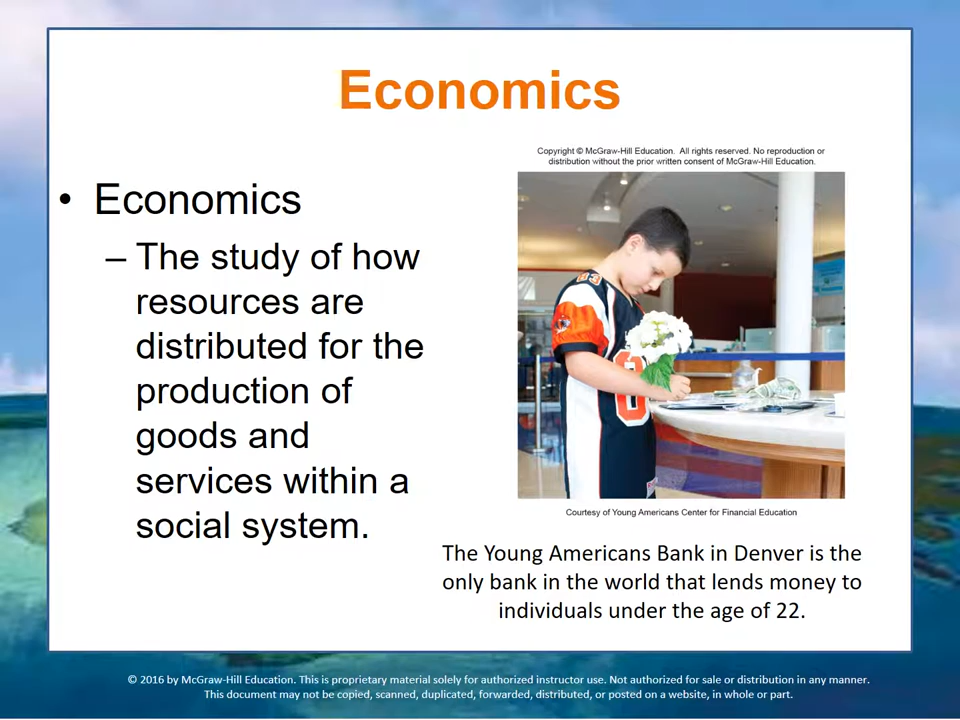 Economics
Copyright © McGraw-Hill Education. All rights reserved. No reproduction or
distribution without the prior written consent of McGraw-Hill Education.
• Economics
– The study of how
resources are
distributed for the
production of
goods and
services within a
social system.
Courtesy of Young Americans Center for Financial Education
The Young Americans Bank in Denver is the
only bank in the world that lends money to
individuals under the age of 22.
© 2016 by McGraw-Hill Education. This is proprietary material solely for authorized instructor use. Not authorized for sale or distribution in any manner.
This document may not be copied, scanned, duplicated, forwarded, distributed, or posted on a website, in whole or part.